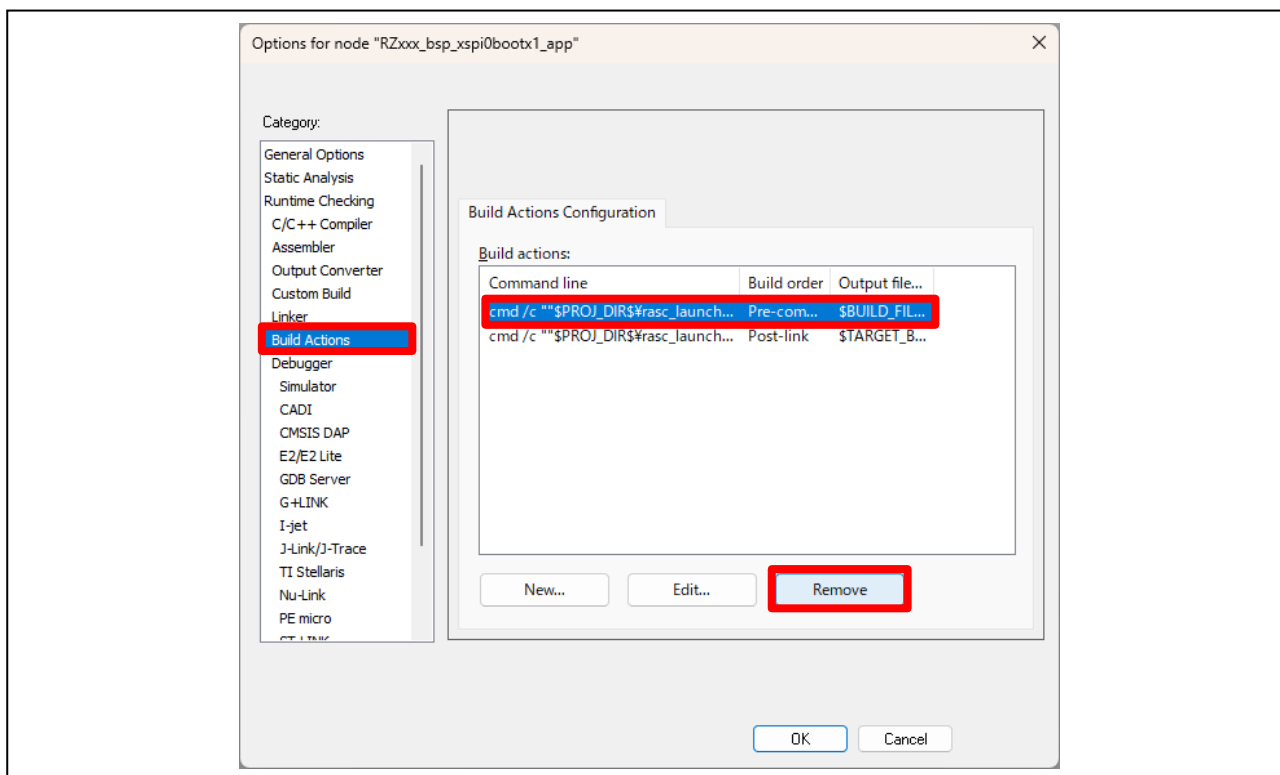 Options for node "RZxxx_bsp_xspi0bootx1_app"
Category:
General Options
Static Analysis
Runtime Checking
C/C++ Compiler
Assembler
Output Converter
Custom Build
Linker
Build Actions
Debugger
Simulator
CADI
CMSIS DAP
E2/E2 Lite
GDB Server
G+LINK
I-jet
J-Link/J-Trace
TI Stellaris
Nu-Link
PE micro
Build Actions Configuration
Build actions:
Command line Build order Output file...
cmd /c ""$PROJ_DIR$¥rasc_launch... Pre-com... $BUILD_FIL...
cmd /c ""$PROJ_DIR$¥rasc_launch... Post-link $TARGET_B...
New... Edit... Remove
OK Cancel